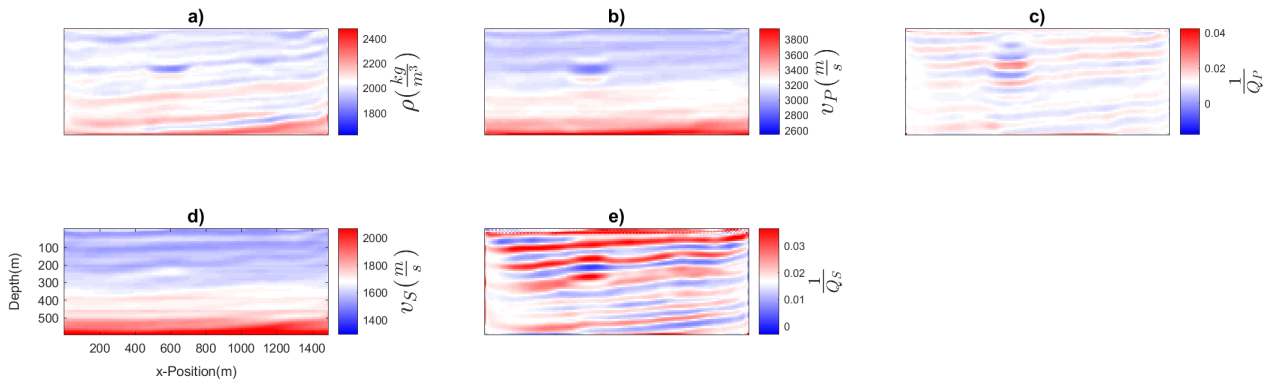 a)
2400
2200
2000
1800
ρ(kg/m³)
b)
3800
3600
3400
3200
3000
2800
2600
v_P(m/s)
c)
0.04
0.02
0
1/Q_P
d)
Depth(m)
100
200
300
400
500
200 400 600 800 1000 1200 1400
x-Position(m)
2000
1800
1600
1400
v_S(m/s)
e)
0.03
0.02
0.01
0
1/Q_S